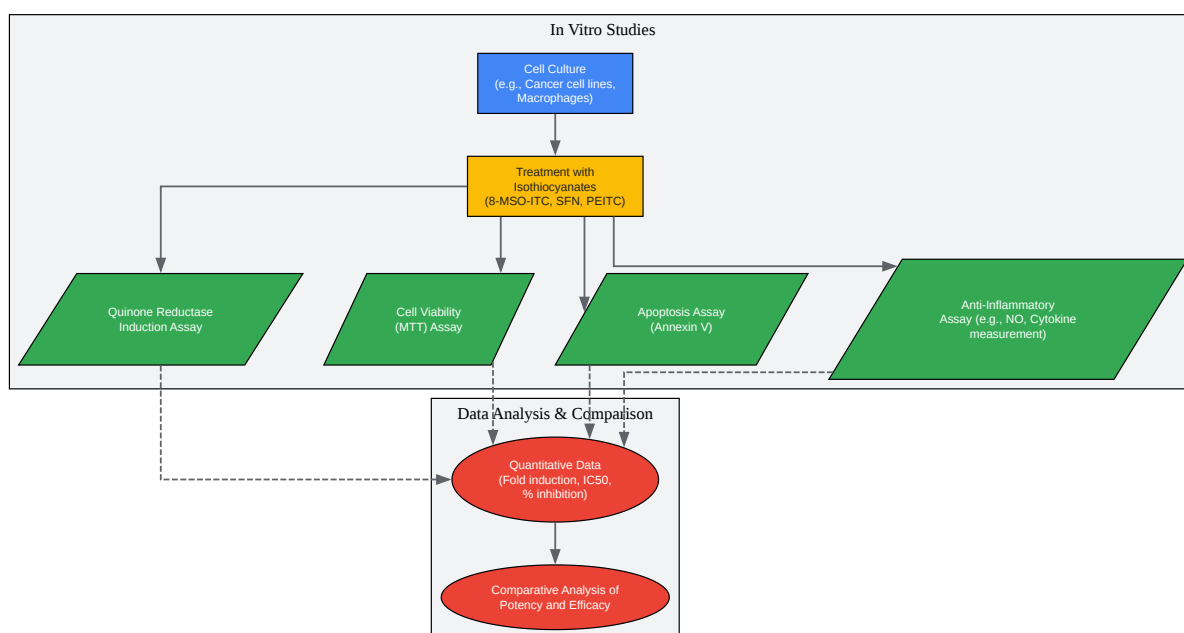 In Vitro Studies
Cell Culture
(e.g., Cancer cell lines,
Macrophages)
Treatment with
Isothiocyanates
(8-MSO-ITC, SFN, PEITC)
Quinone Reductase
Induction Assay
Cell Viability
(MTT) Assay
Apoptosis Assay
(Annexin V)
Anti-Inflammatory
Assay (e.g., NO, Cytokine
measurement)
Data Analysis & Comparison
Quantitative Data
(Fold induction, IC50,
% inhibition)
Comparative Analysis of
Potency and Efficacy